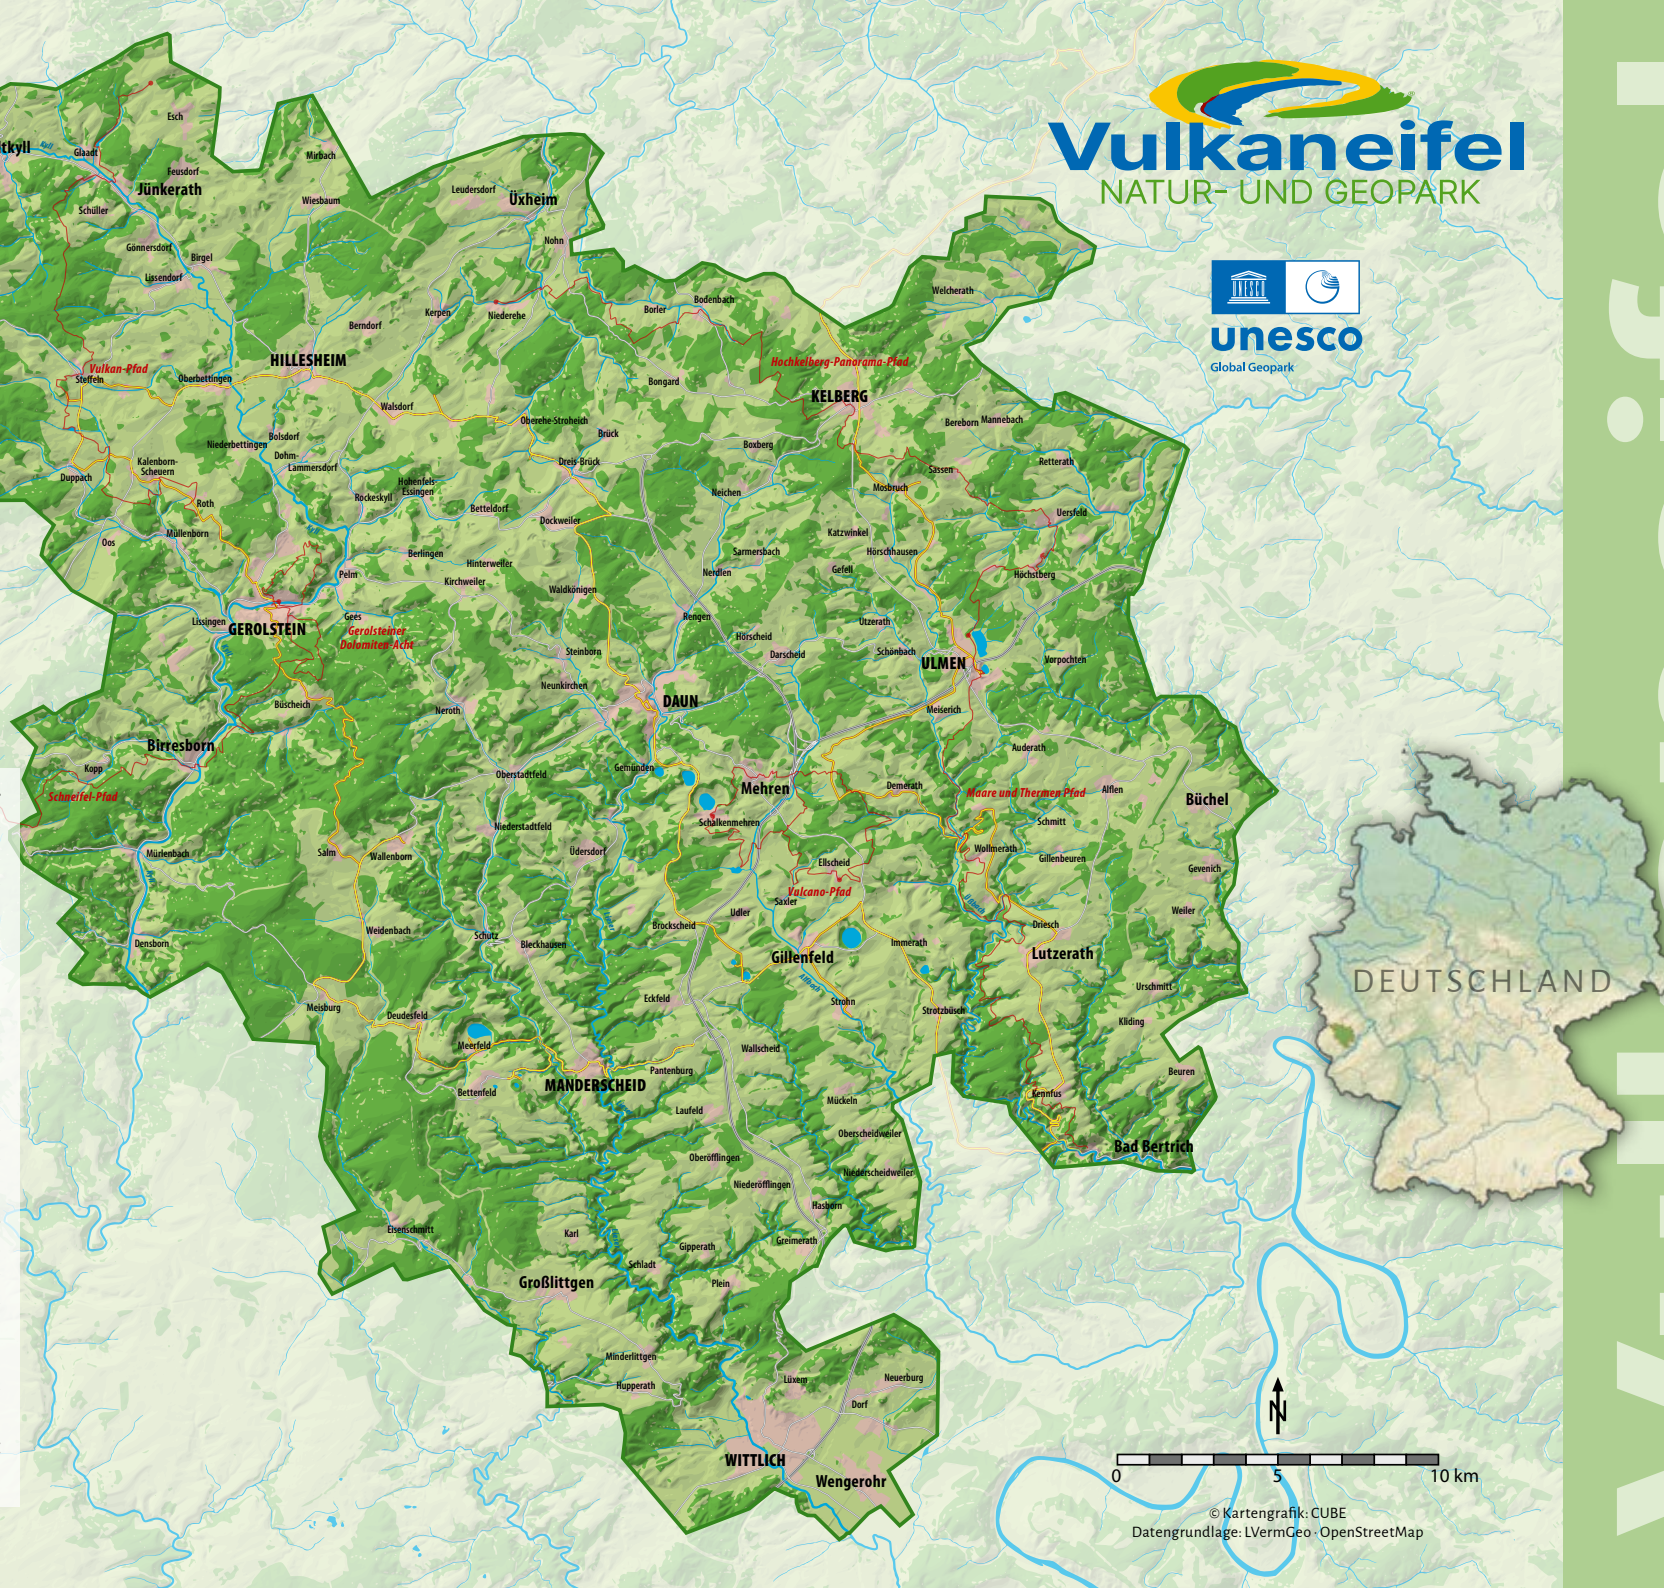 Vulkaneifel
NATUR- UND GEOPARK
UNESCO
unesco
Global Geopark
Esch
tkyll
Kyll
Glaadt
Mirbach
Feusdorf
Jünkerath
Leudersdorf
Üxheim
Schüller
Wiesbaum
Gönnersdorf
Nohn
Birgel
Lissendorf
Welcherath
Bodenbach
Borler
Kerpen
Niederehe
Berndorf
HILLESHEIM
Hochkelberg-Panorama-Pfad
Vulkan-Pfad
Steffeln
Oberbettingen
Bongard
KELBERG
Walsdorf
Oberehe-Stroheich
Bereborn
Mannebach
Brück
Bolsdorf
Niederbettingen
Boxberg
Dohm-
Lammersdorf
Kalenborn-
Scheuern
Dreis-Brück
Retterath
Sassen
Duppach
Hohenfels
Essingen
Mosbruch
Rockeskyll
Neichen
Roth
Betteldorf
Uersfeld
Dockweiler
Kyll
Müllenborn
Katzwinkel
Oos
Berlingen
Sarmersbach
Hörschhausen
Hinterweiler
Gefell
Pelm
Kirchweiler
Nerdlen
Höchstberg
Waldkönigen
Gees
Rengen
Lissingen
GEROLSTEIN
Gerolsteiner
Dolomiten-Acht
Utzerath
Hörscheid
Kyll
Steinborn
Darscheid
Schönbach
ULMEN
Vorpochten
Neunkirchen
DAUN
Büscheich
Neroth
Meiserich
Birresborn
Auderath
Kopp
Gemünden
Oberstadtfeld
Schneifel-Pfad
Mehren
Demerath
Maare und Thermen Pfad
Alflen
Büchel
Schalkenmehren
Niederstadtfeld
Schmitt
Mürlenbach
Salm
Wallenborn
Üdersdorf
Wollmerath
Gillenbeuren
Ellscheid
Gevenich
Kyll
Vulcano-Pfad
Saxler
Üßbach
Udler
Weiler
Lieser
Brockscheid
Driesch
Weidenbach
Schutz
Bleckhausen
Densborn
Immerath
Gillenfeld
Lutzerath
Alfbach
DEUTSCHLAND
Urschmitt
Eckfeld
Strohn
Meisburg
Deudesfeld
Strotzbüsch
Kliding
Meerfeld
Wallscheid
Pantenburg
Beuren
MANDERSCHEID
Bettenfeld
Kennfus
Mückeln
Laufeld
Oberscheidweiler
Bad Bertrich
Oberöfflingen
Niederscheidweiler
Niederöfflingen
Hasborn
Eisenschmitt
Karl
Greimerath
Gipperath
Schladt
Großlittgen
Plein
Minderlittgen
Hupperath
Lüxem
Neuerburg
Dorf
N
WITTLICH
Wengerohr
0 5 10 km
© Kartengrafik: CUBE
Datengrundlage: LVermGeo · OpenStreetMap